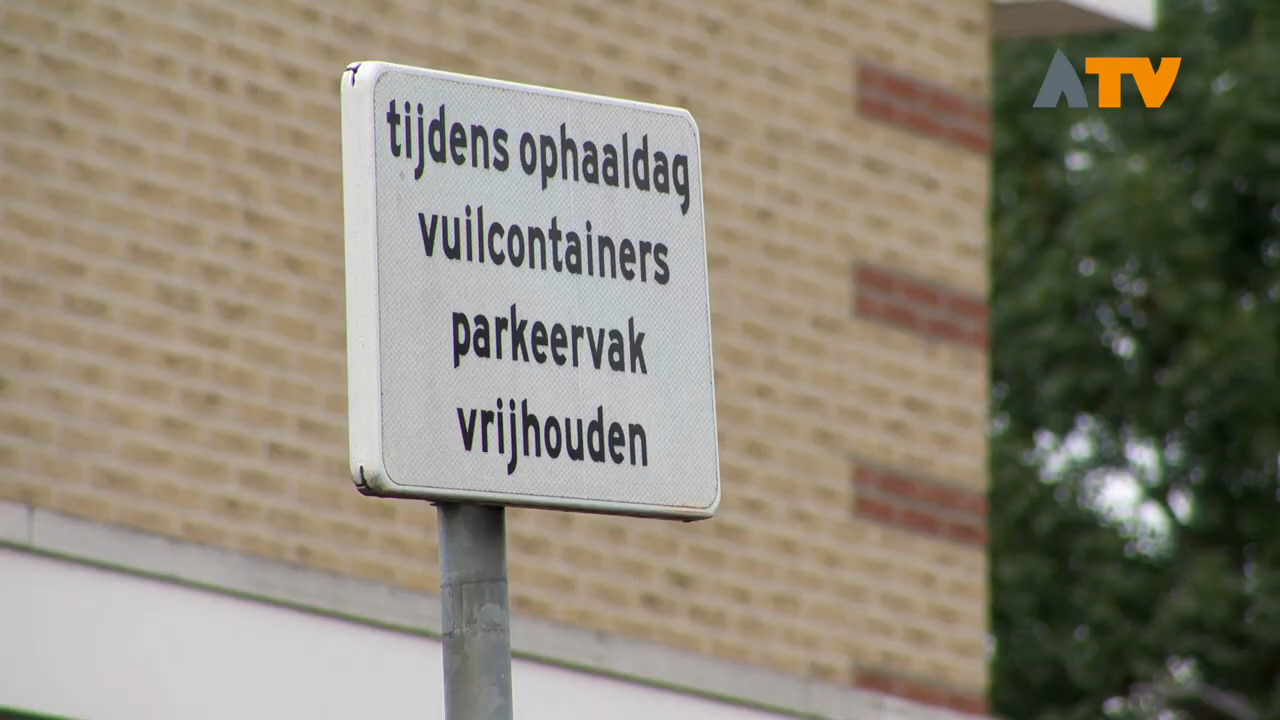 ATV
tijdens ophaaldag
vuilcontainers
parkeervak
vrijhouden